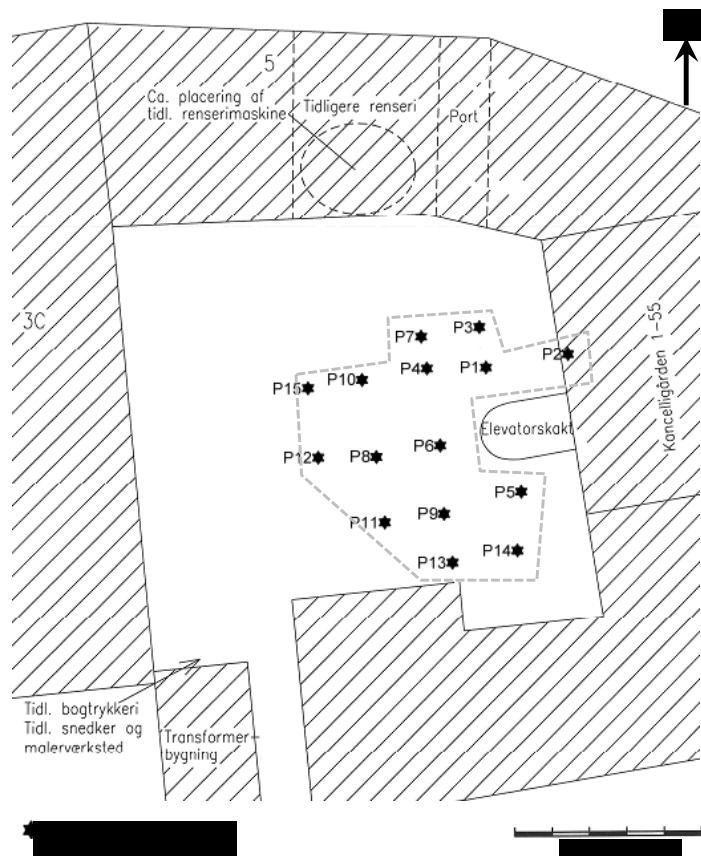 5
Ca. placering af
tidl. renserimaskine
Tidligere renseri
Port
3C
Kancelligården 1-55
P3
P7
P2
P4
P1
P10
P15
Elevatorskakt
P6
P12
P8
P5
P9
P11
P14
P13
Tidl. bogtrykkeri
Tidl. snedker og
malerværksted
Transformer-
bygning